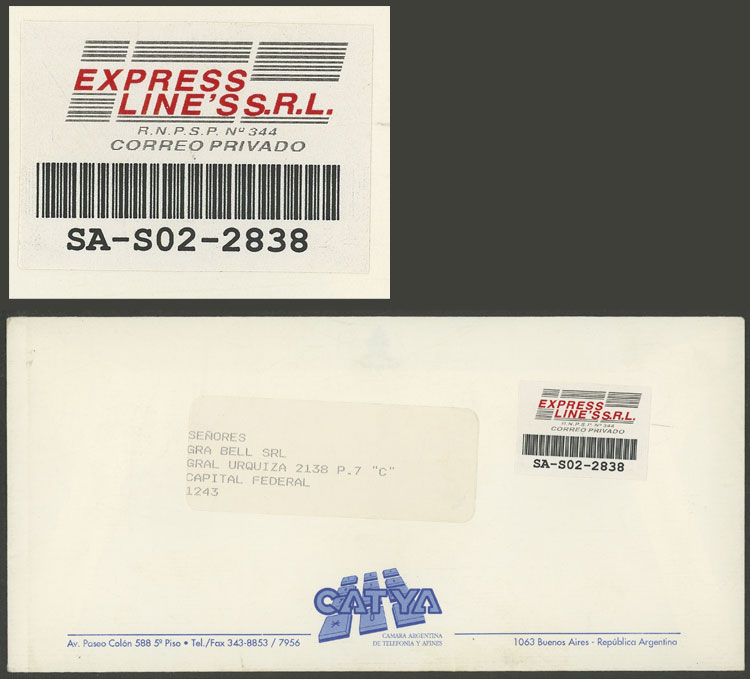 EXPRESS
LINE'S S.R.L.
R.N.P.S.P. Nº 344
CORREO PRIVADO
SA-S02-2838
EXPRESS
LINE'S S.R.L.
R.N.P.S.P. Nº 344
CORREO PRIVADO
SA-S02-2838
SEÑORES
GRA BELL SRL
GRAL URQUIZA 2138 P.7 "C"
CAPITAL FEDERAL
1243
CATYA
CAMARA ARGENTINA
DE TELEFONIA Y AFINES
Av. Paseo Colón 588 5º Piso • Tel./Fax 343-8853 / 7956
1063 Buenos Aires - República Argentina